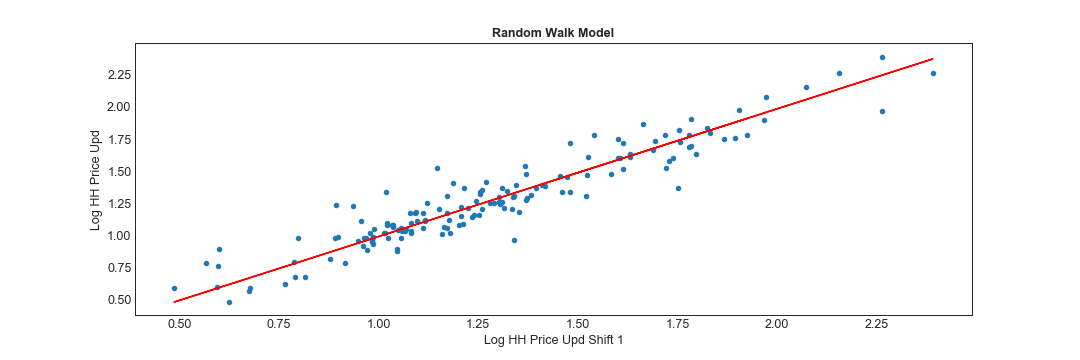 Random Walk Model
Log HH Price Upd
2.25
2.00
1.75
1.50
1.25
1.00
0.75
0.50
0.50 0.75 1.00 1.25 1.50 1.75 2.00 2.25
Log HH Price Upd Shift 1